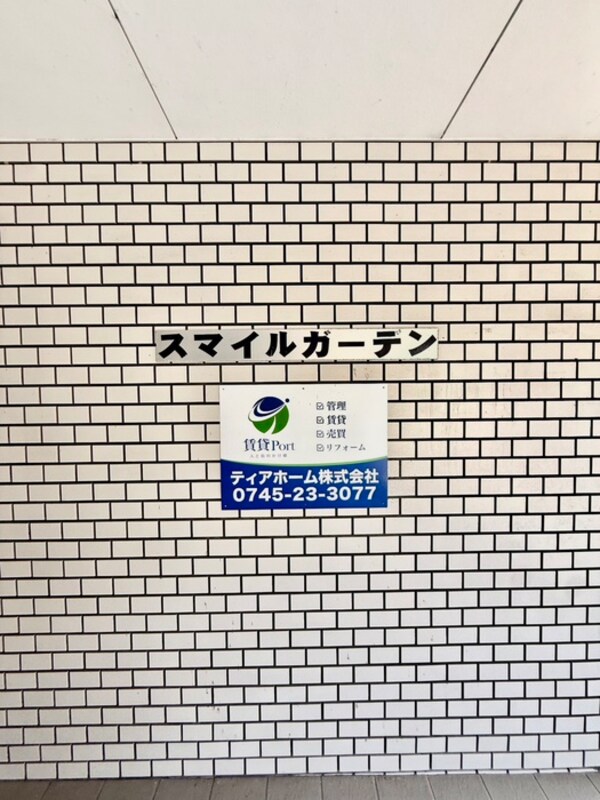 スマイルガーデン
賃貸Port
管理
賃貸
売買
リフォーム
ティアホーム株式会社
0745-23-3077